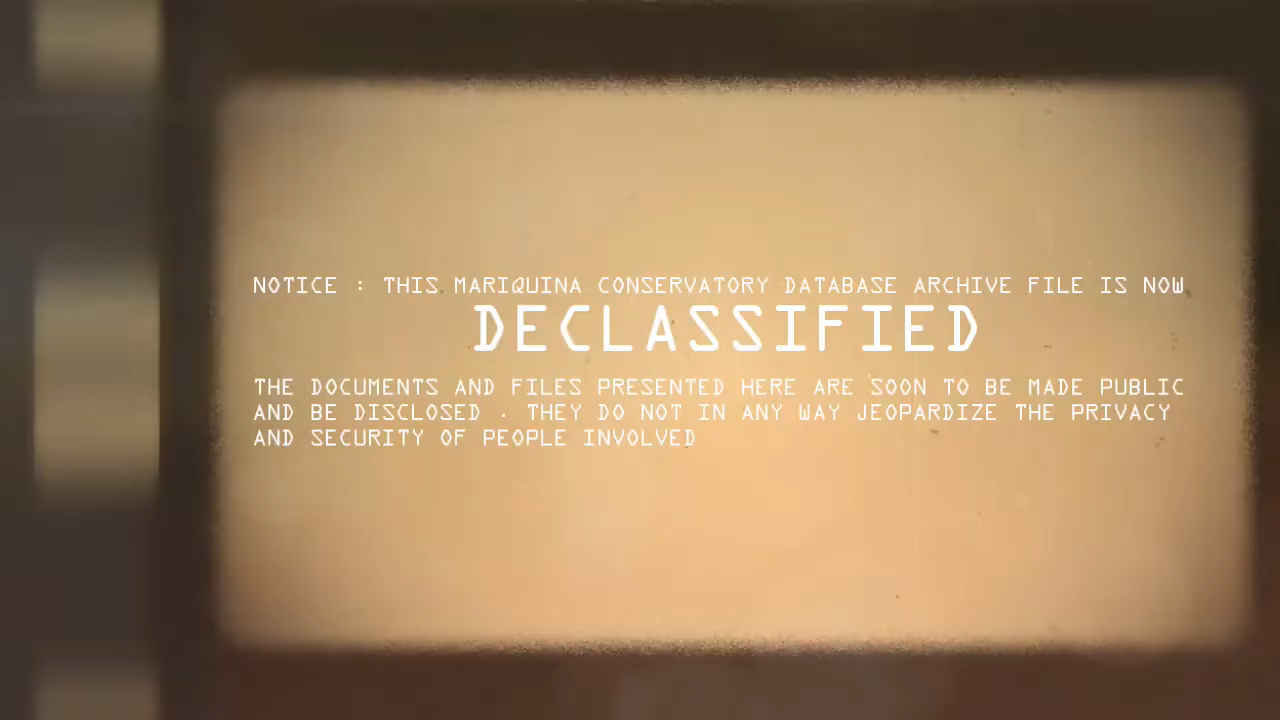 NOTICE : THIS MARIQUINA CONSERVATORY DATABASE ARCHIVE FILE IS NOW
DECLASSIFIED
THE DOCUMENTS AND FILES PRESENTED HERE ARE SOON TO BE MADE PUBLIC
AND BE DISCLOSED . THEY DO NOT IN ANY WAY JEOPARDIZE THE PRIVACY
AND SECURITY OF PEOPLE INVOLVED